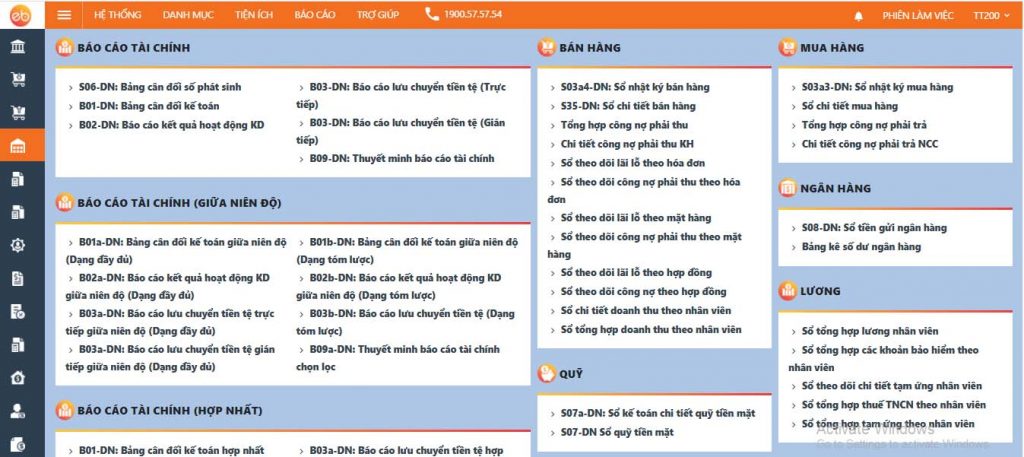 eb
HỆ THỐNG
DANH MỤC
TIỆN ÍCH
BÁO CÁO
TRỢ GIÚP
1900.57.57.54
PHIÊN LÀM VIỆC
TT200
BÁO CÁO TÀI CHÍNH
S06-DN: Bảng cân đối số phát sinh
B01-DN: Bảng cân đối kế toán
B02-DN: Báo cáo kết quả hoạt động KD
B03-DN: Báo cáo lưu chuyển tiền tệ (Trực
tiếp)
B03-DN: Báo cáo lưu chuyển tiền tệ (Gián
tiếp)
B09-DN: Thuyết minh báo cáo tài chính
BÁO CÁO TÀI CHÍNH (GIỮA NIÊN ĐỘ)
B01a-DN: Bảng cân đối kế toán giữa niên độ
(Dạng đầy đủ)
B02a-DN: Báo cáo kết quả hoạt động KD
giữa niên độ (Dạng đầy đủ)
B03a-DN: Báo cáo lưu chuyển tiền tệ trực
tiếp giữa niên độ (Dạng đầy đủ)
B03a-DN: Báo cáo lưu chuyển tiền tệ gián
tiếp giữa niên độ (Dạng đầy đủ)
B01b-DN: Bảng cân đối kế toán giữa niên độ
(Dạng tóm lược)
B02b-DN: Báo cáo kết quả hoạt động KD
giữa niên độ (Dạng tóm lược)
B03b-DN: Báo cáo lưu chuyển tiền tệ (Dạng
tóm lược)
B09a-DN: Thuyết minh báo cáo tài chính
chọn lọc
BÁO CÁO TÀI CHÍNH (HỢP NHẤT)
B01-DN: Bảng cân đối kế toán hợp nhất
B03a-DN: Báo cáo lưu chuyển tiền tệ hợp
BÁN HÀNG
S03a4-DN: Sổ nhật ký bán hàng
S35-DN: Sổ chi tiết bán hàng
Tổng hợp công nợ phải thu
Chi tiết công nợ phải thu KH
Sổ theo dõi lãi lỗ theo hóa đơn
Sổ theo dõi công nợ phải thu theo hóa
đơn
Sổ theo dõi lãi lỗ theo mặt hàng
Sổ theo dõi công nợ phải thu theo mặt
hàng
Sổ theo dõi lãi lỗ theo hợp đồng
Sổ theo dõi công nợ theo hợp đồng
Sổ chi tiết doanh thu theo nhân viên
Sổ tổng hợp doanh thu theo nhân viên
QUỸ
S07a-DN: Sổ kế toán chi tiết quỹ tiền mặt
S07-DN Sổ quỹ tiền mặt
MUA HÀNG
S03a3-DN: Sổ nhật ký mua hàng
Sổ chi tiết mua hàng
Tổng hợp công nợ phải trả
Chi tiết công nợ phải trả NCC
NGÂN HÀNG
S08-DN: Sổ tiền gửi ngân hàng
Bảng kê số dư ngân hàng
LƯƠNG
Sổ tổng hợp lương nhân viên
Sổ tổng hợp các khoản bảo hiểm theo
nhân viên
Sổ theo dõi chi tiết tạm ứng nhân viên
Sổ tổng hợp thuế TNCN theo nhân viên
Sổ tổng hợp tạm ứng theo nhân viên
Activate Windows
Go to Settings to activate Windows.